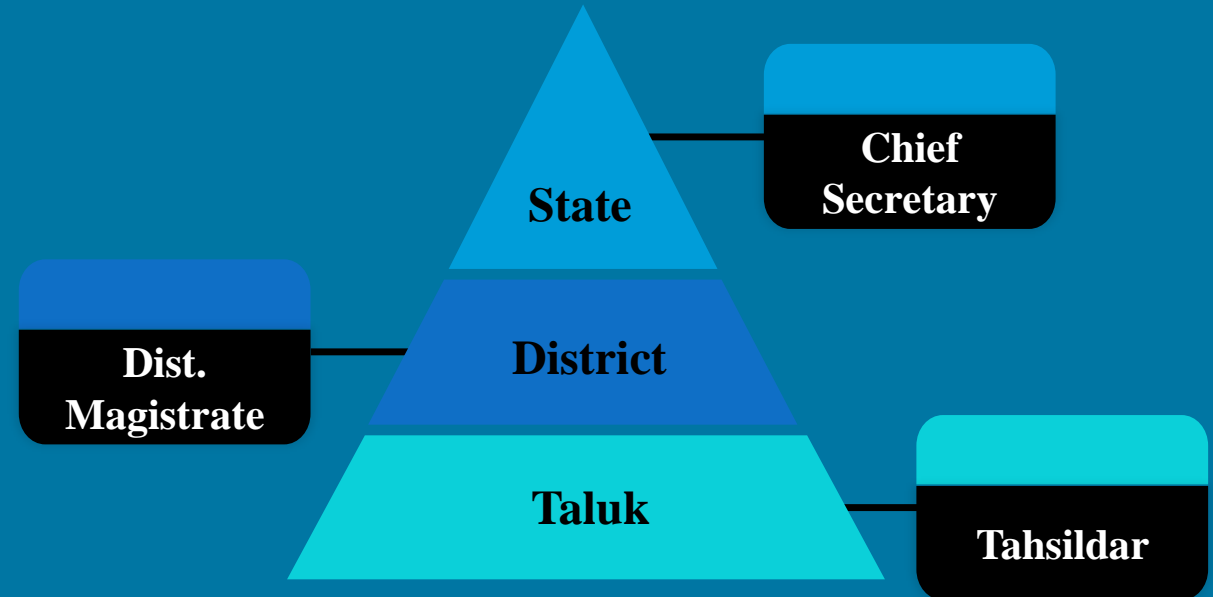 State
Chief
Secretary
District
Dist.
Magistrate
Taluk
Tahsildar